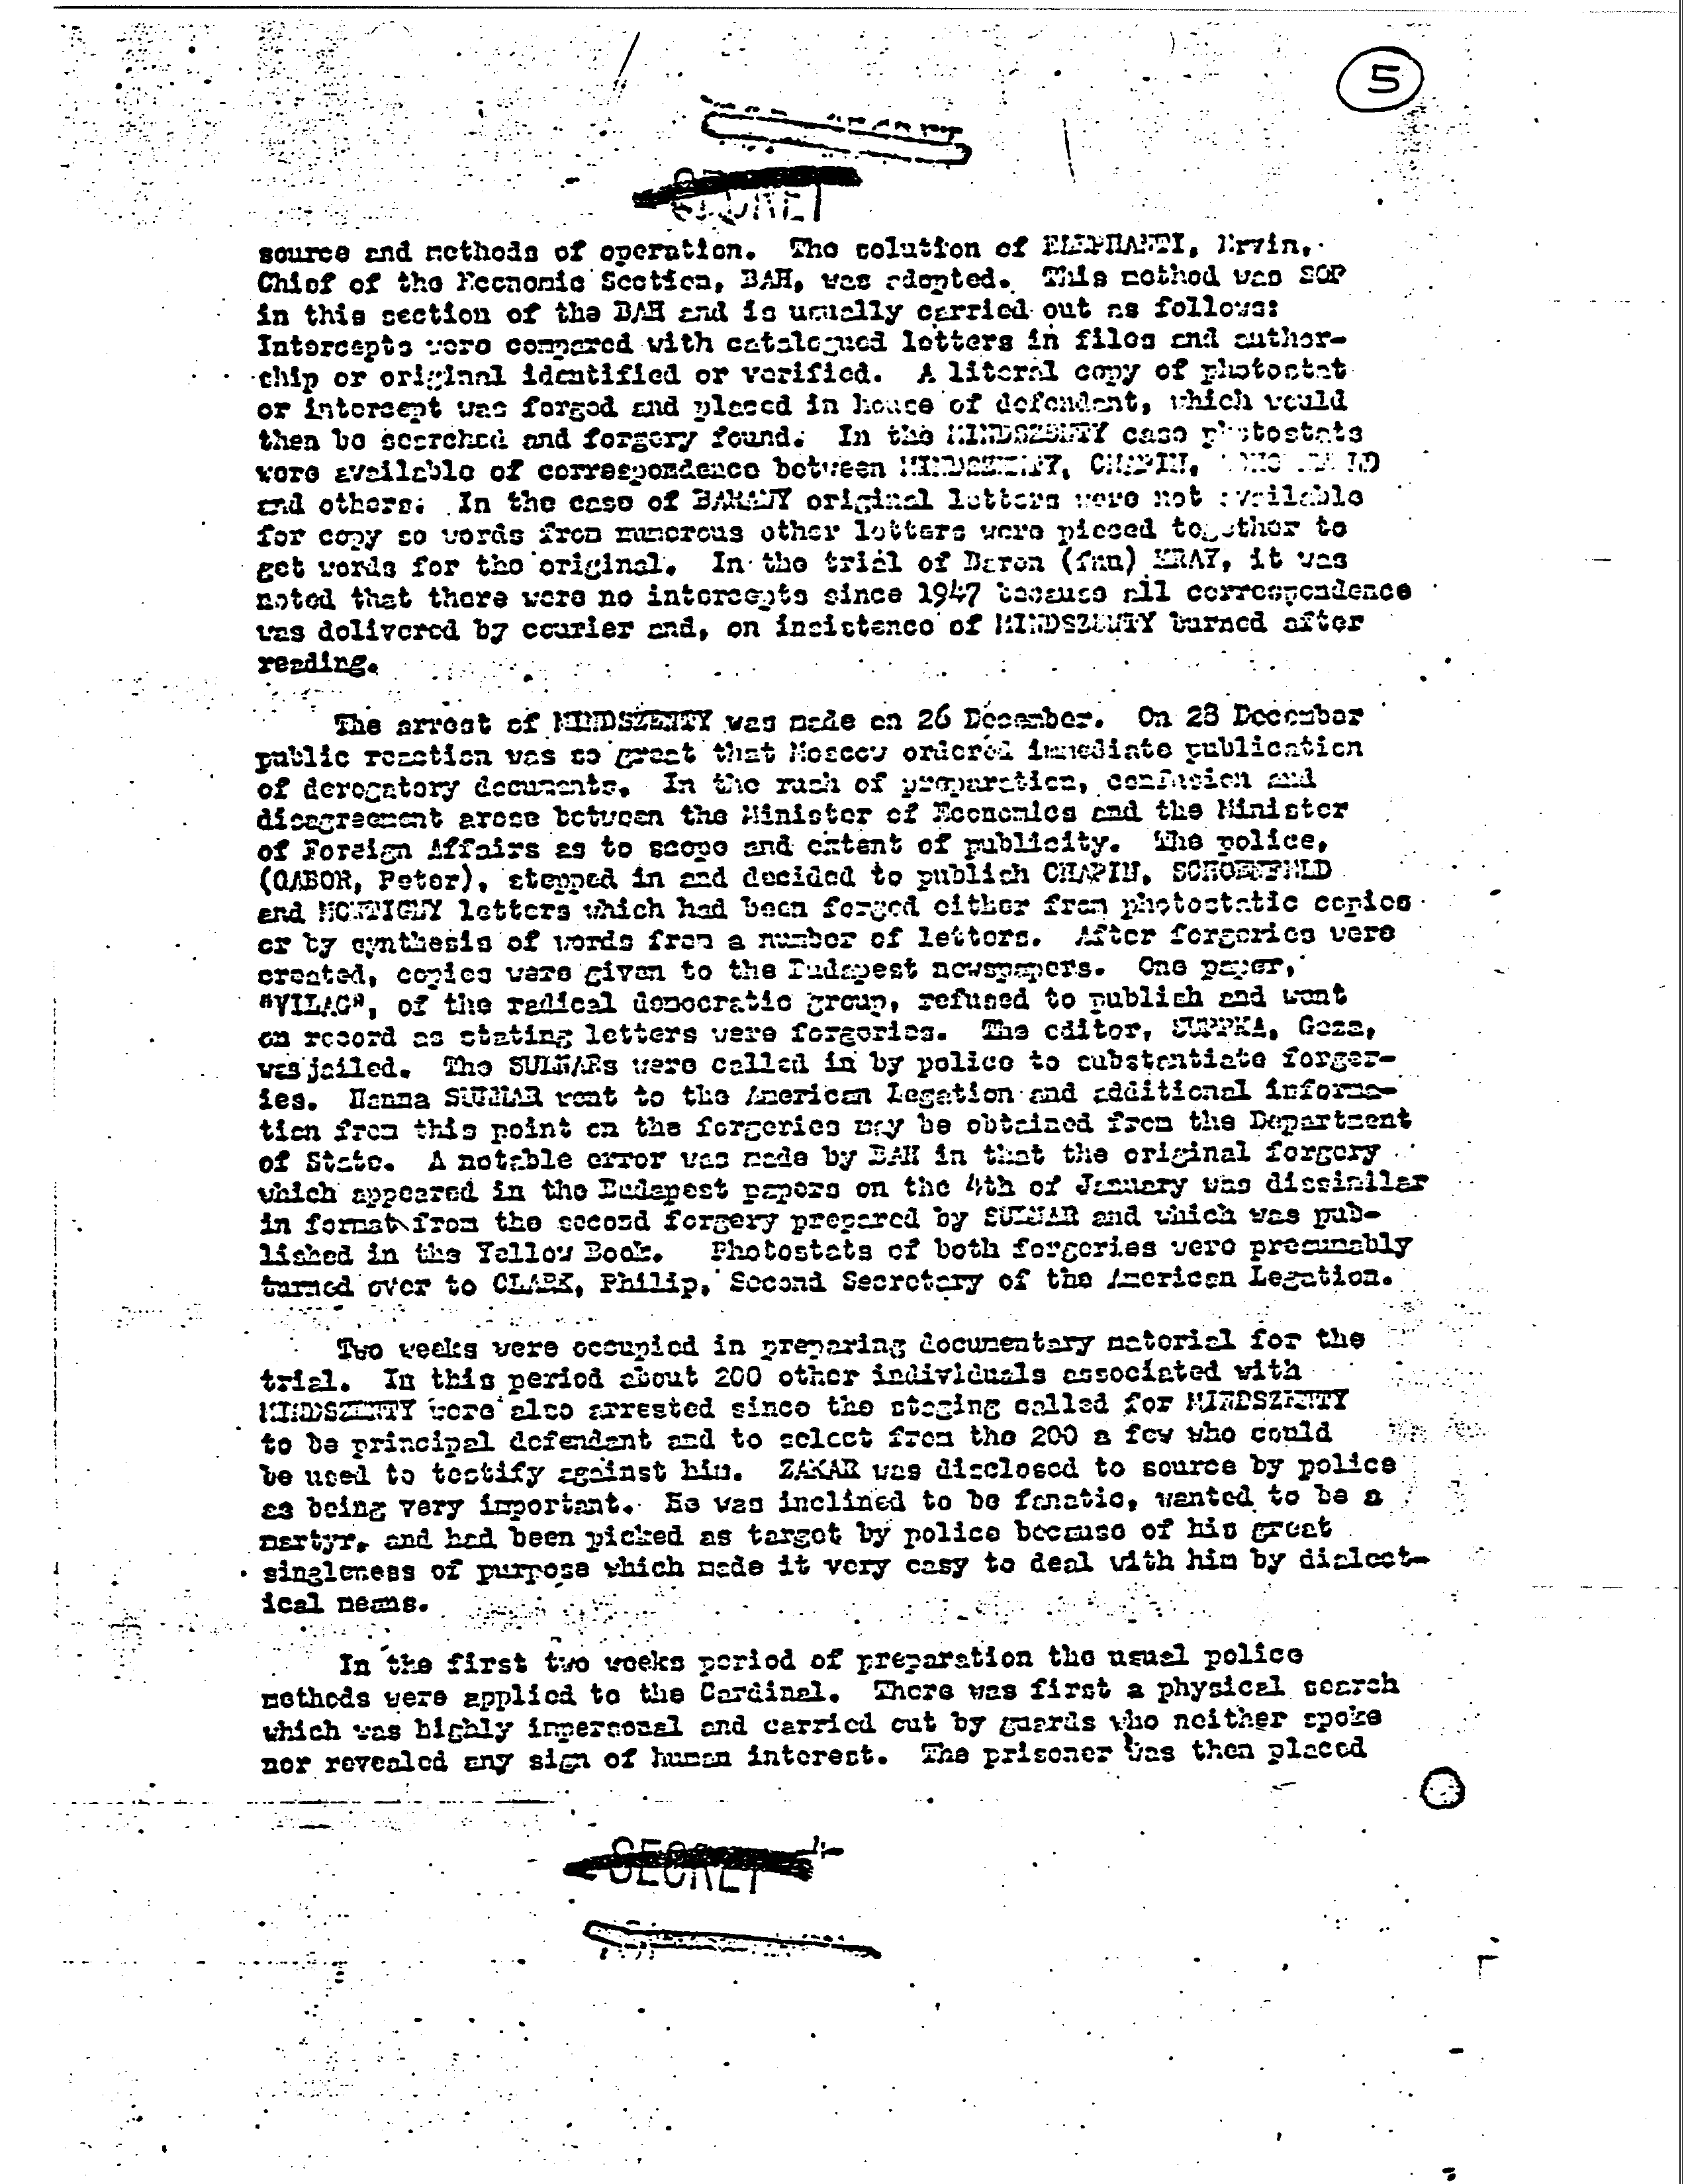 5
SECRET
source and methods of operation. The solution of ELEPHANTI, Ervin,
Chief of the Economic Section, BAH, was adopted. This method was SOP
in this section of the BAH and is usually carried out as follows:
Intercepts were compared with catalogued letters in files and author-
ship or original identified or verified. A literal copy of photostat
or intercept was forged and placed in house of defendant, which would
then be searched and forgery found. In the MINDSZENTY case photostats
were available of correspondence between MINDSZENTY, CHAPIN,
and others. In the case of BARANY original letters were not available
for copy so words from numerous other letters were pieced together to
get words for the original. In the trial of Baron (fnu) KRAY, it was
noted that there were no intercepts since 1947 because all correspondence
was delivered by courier and, on insistence of MINDSZENTY burned after
reading.
The arrest of MINDSZENTY was made on 26 December. On 28 December
public reaction was so great that Moscow ordered immediate publication
of derogatory documents. In the rush of preparation, confusion and
disagreement arose between the Minister of Economics and the Minister
of Foreign Affairs as to scope and extent of publicity. The police,
(GABOR, Peter), stepped in and decided to publish CHAPIN, SCHOENFELD
and MONTIGNY letters which had been forged either from photostatic copies
or by synthesis of words from a number of letters. After forgeries were
created, copies were given to the Budapest newspapers. One paper,
"VILAG", of the radical democratic group, refused to publish and went
on record as stating letters were forgeries. The editor, SUPPKA, Geza,
was jailed. The SULNARs were called in by police to substantiate forger-
ies. Hanna SULNAR went to the American Legation and additional informa-
tion from this point on the forgeries may be obtained from the Department
of State. A notable error was made by BAH in that the original forgery
which appeared in the Budapest papers on the 4th of January was dissimilar
in format from the second forgery prepared by SULNAR and which was pub-
lished in the Yellow Book. Photostats of both forgeries were presumably
turned over to CLARK, Philip, Second Secretary of the American Legation.
Two weeks were occupied in preparing documentary material for the
trial. In this period about 200 other individuals associated with
MINDSZENTY were also arrested since the staging called for MINDSZENTY
to be principal defendant and to select from the 200 a few who could
be used to testify against him. ZAKAR was disclosed to source by police
as being very important. He was inclined to be fanatic, wanted to be a
martyr, and had been picked as target by police because of his great
singleness of purpose which made it very easy to deal with him by dialect-
ical means.
In the first two weeks period of preparation the usual police
methods were applied to the Cardinal. There was first a physical search
which was highly impersonal and carried out by guards who neither spoke
nor revealed any sign of human interest. The prisoner was then placed
SECRET